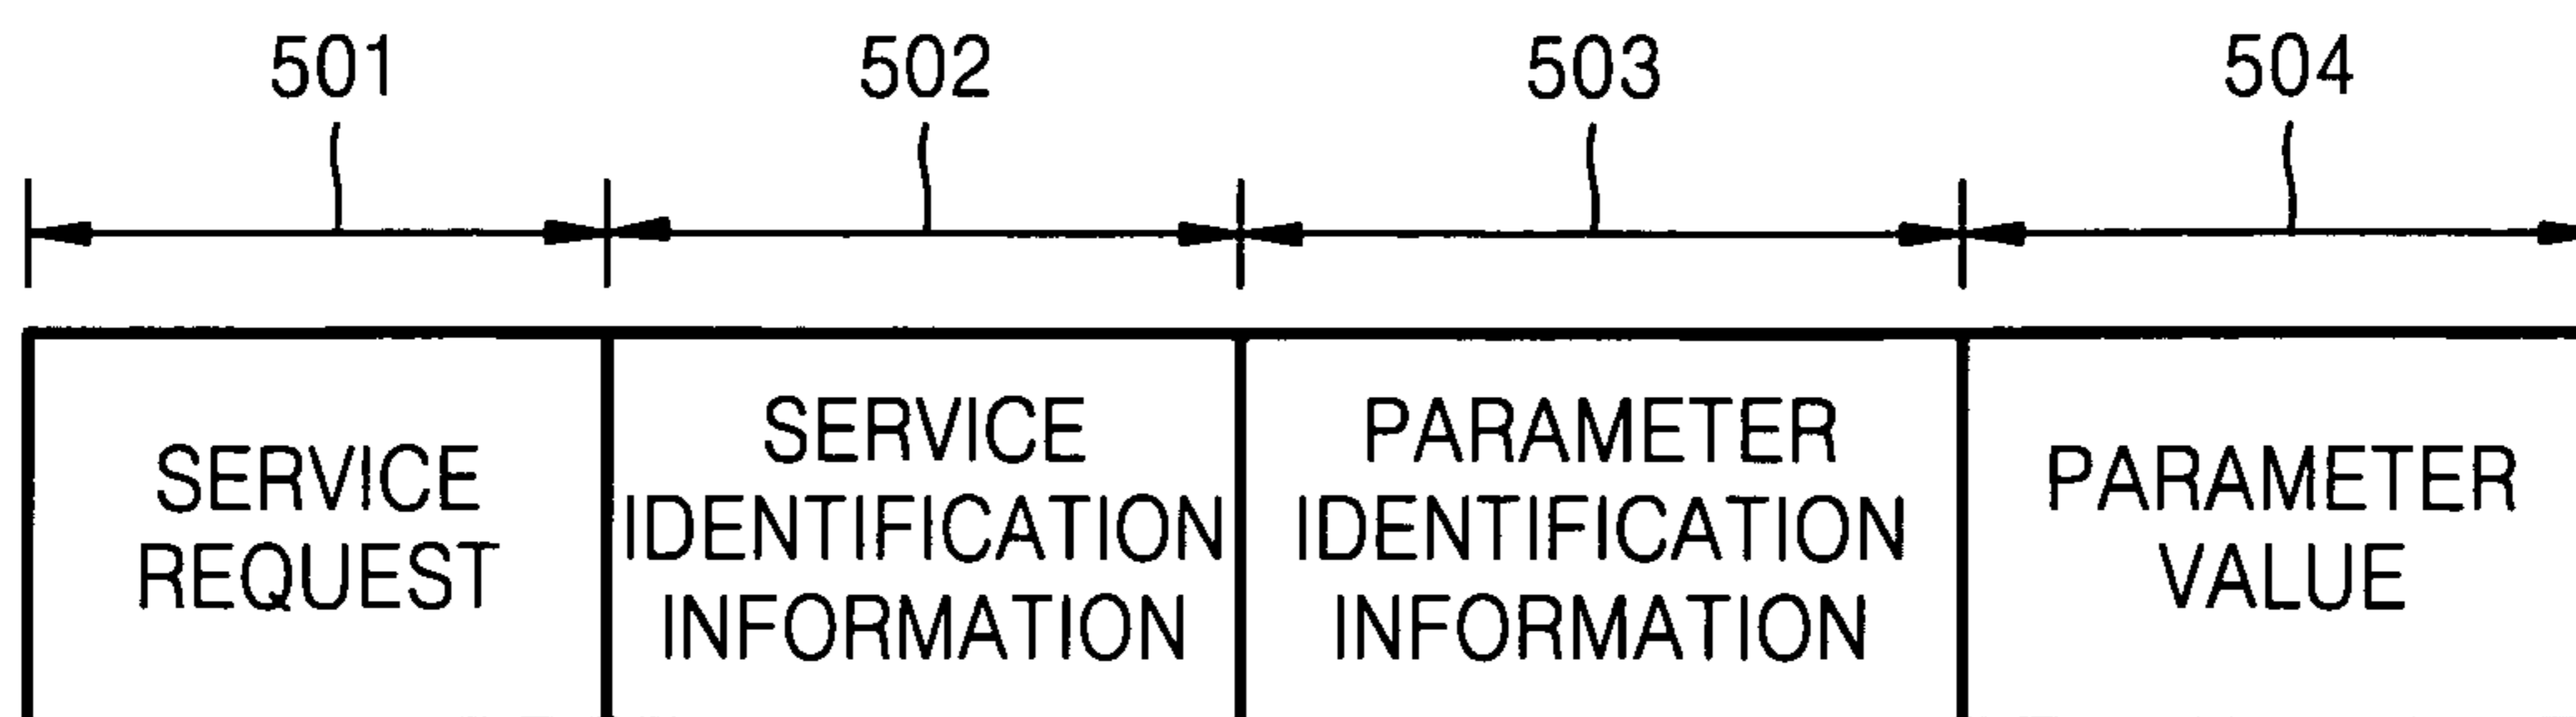 501 502 503 504
SERVICE
REQUEST
SERVICE
IDENTIFICATION
INFORMATION
PARAMETER
IDENTIFICATION
INFORMATION
PARAMETER
VALUE